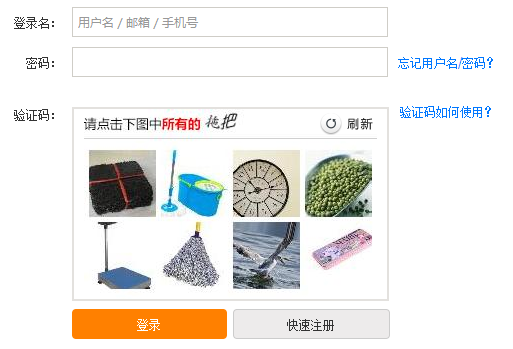 登录名：
用户名 / 邮箱 / 手机号
密码：
忘记用户名/密码？
验证码：
请点击下图中所有的 拖把
刷新
验证码如何使用？
登录
快速注册